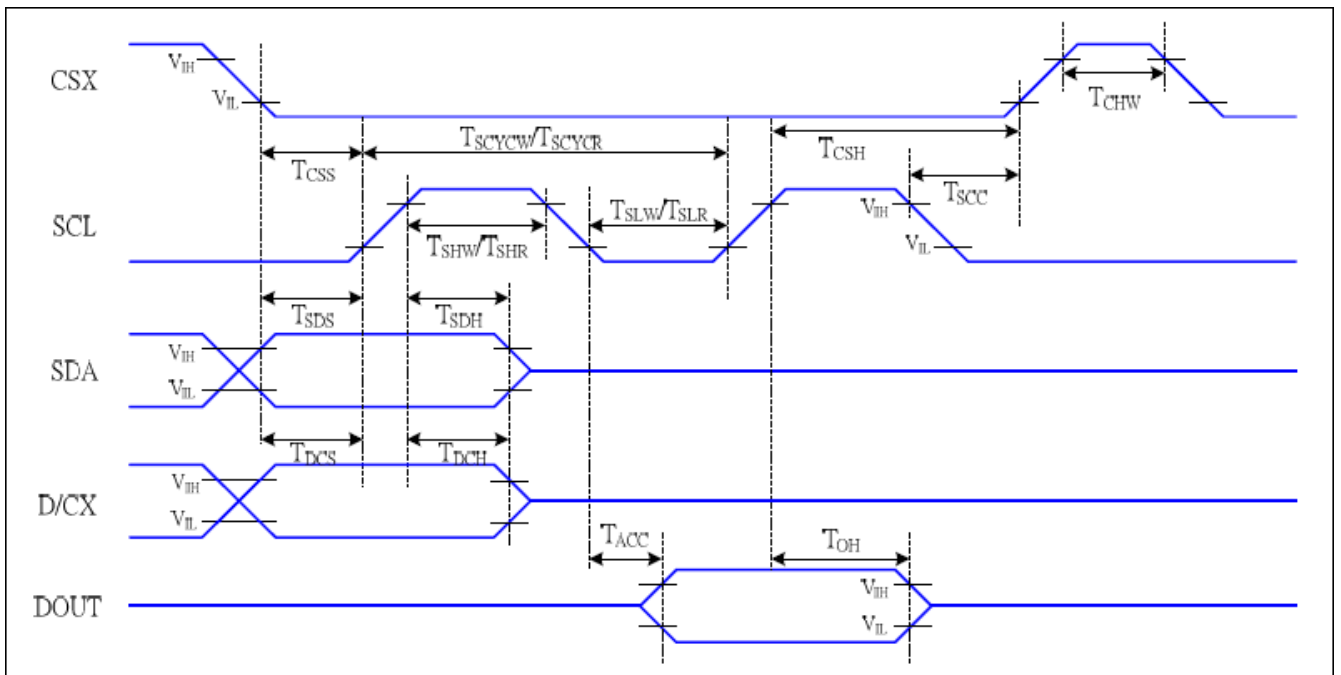 CSX
VIH
VIL
TCHW
TSCYCW/TSCYCR
TCSS
TCSH
TSCC
SCL
TSHW/TSHR
TSLW/TSLR
VIH
VIL
TSDS
TSDH
SDA
VIH
VIL
TDCS
TDCH
D/CX
VIH
VIL
TACC
TOH
DOUT
VIH
VIL